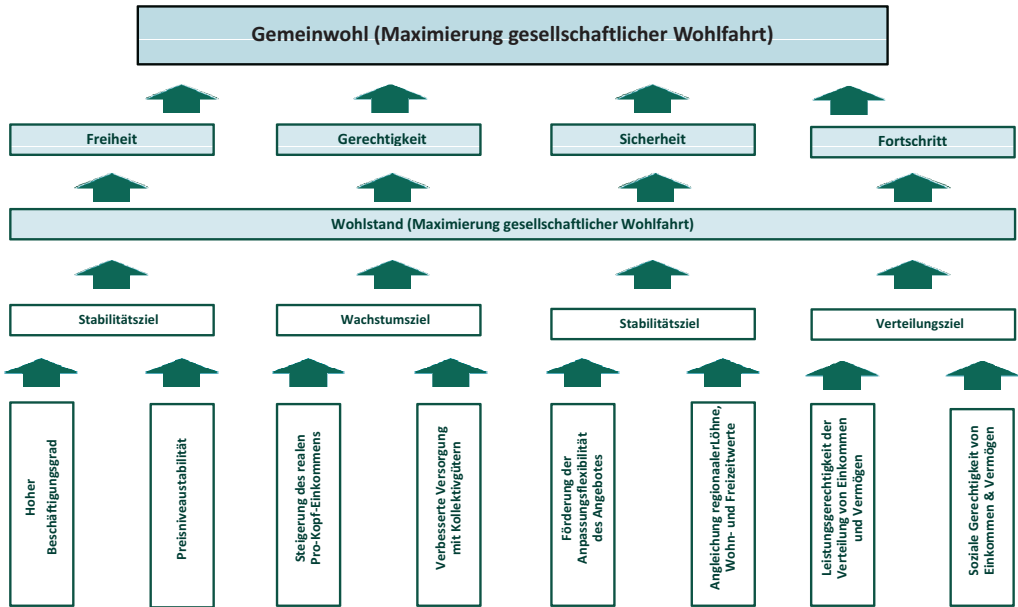 Gemeinwohl (Maximierung gesellschaftlicher Wohlfahrt)
Freiheit
Gerechtigkeit
Sicherheit
Fortschritt
Wohlstand (Maximierung gesellschaftlicher Wohlfahrt)
Stabilitätsziel
Wachstumsziel
Stabilitätsziel
Verteilungsziel
Hoher
Beschäftigungsgrad
Preisniveaustabilität
Steigerung des realen
Pro-Kopf-Einkommens
Verbesserte Versorgung
mit Kollektivgütern
Förderung der
Anpassungsflexibilität
des Angebotes
Angleichung regionaalerLöhne,
Wohn- und Freizeitwerte
Leistungsgerechtigkeit der
Verteilung von Einkommen
und Vermögen
Soziale Gerechtigkeit von
Einkommen & Vermögen